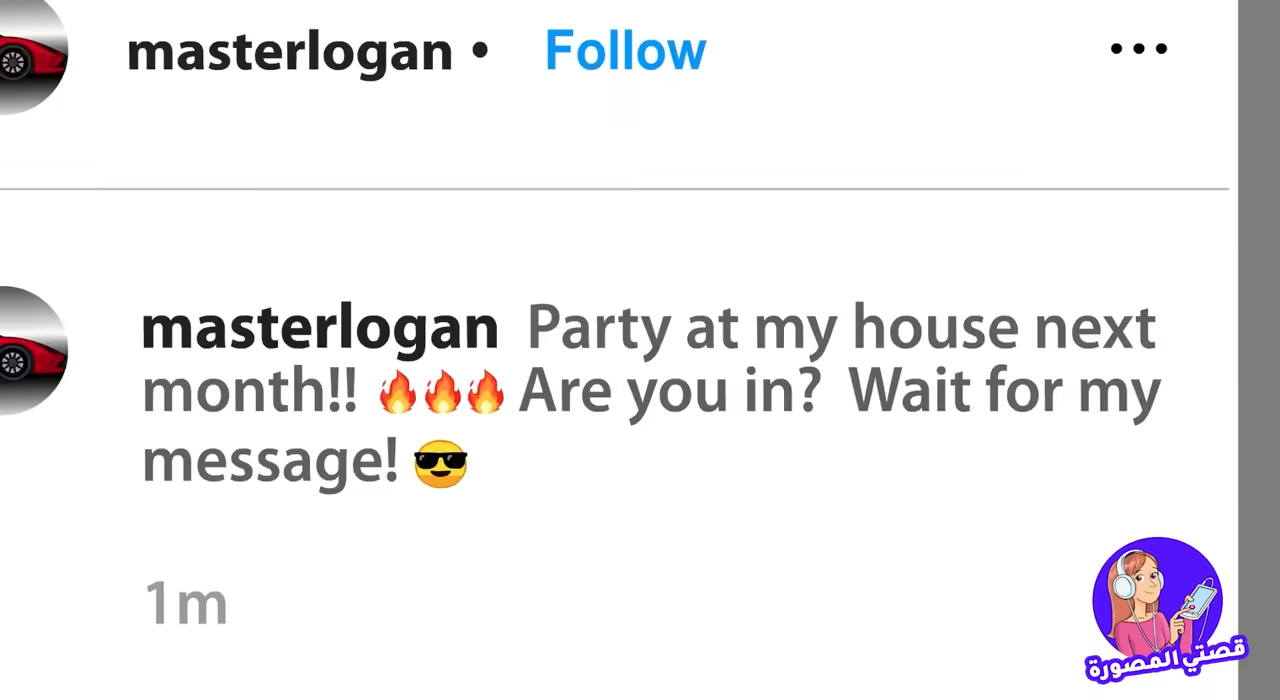 masterlogan • Follow
masterlogan Party at my house next
month!! 🔥🔥🔥 Are you in? Wait for my
message! 😎
1m
قصتي المصورة